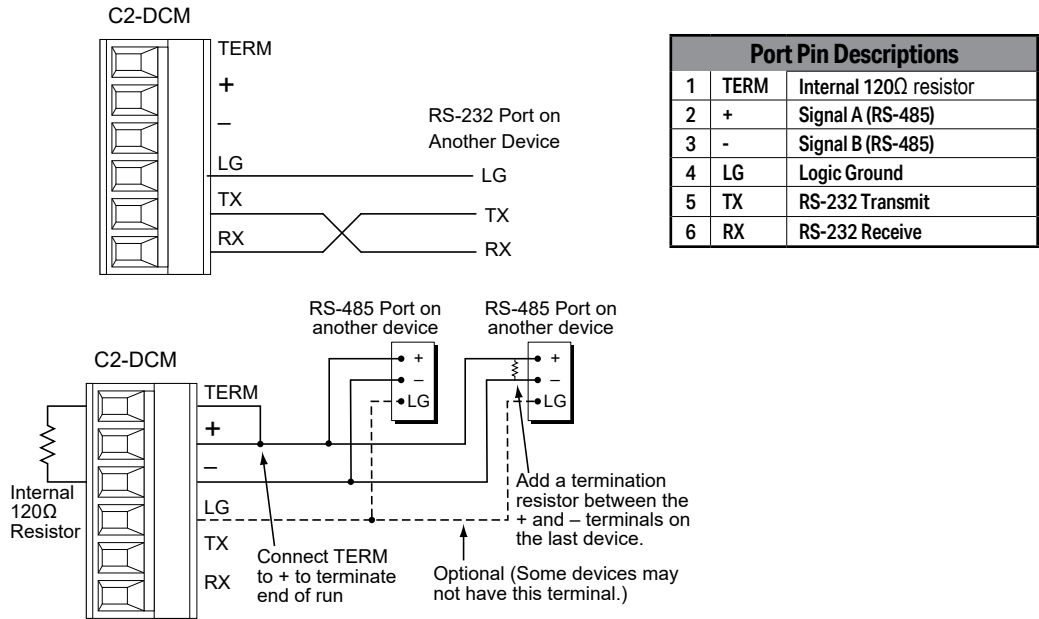 C2-DCM
TERM
+
–
LG
TX
RX
RS-232 Port on
Another Device
LG
TX
RX
Port Pin Descriptions
1 TERM Internal 120Ω resistor
2 + Signal A (RS-485)
3 - Signal B (RS-485)
4 LG Logic Ground
5 TX RS-232 Transmit
6 RX RS-232 Receive
C2-DCM
TERM
+
–
LG
TX
RX
Internal
120Ω
Resistor
RS-485 Port on
another device
+
–
LG
RS-485 Port on
another device
+
–
LG
Connect TERM
to + to terminate
end of run
Add a termination
resistor between the
+ and – terminals on
the last device.
Optional (Some devices may
not have this terminal.)